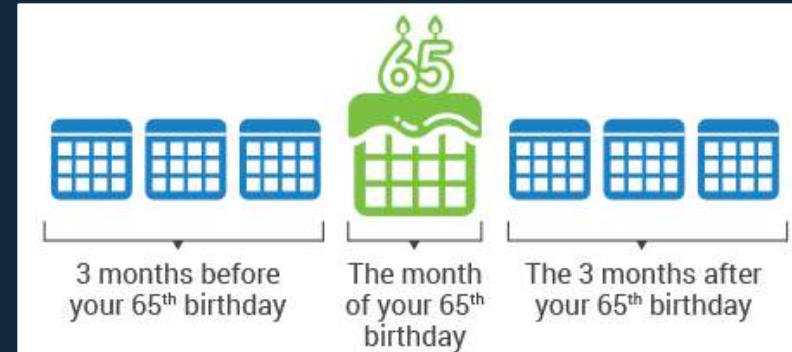 65
3 months before
your 65th birthday
The month
of your 65th
birthday
The 3 months after
your 65th birthday